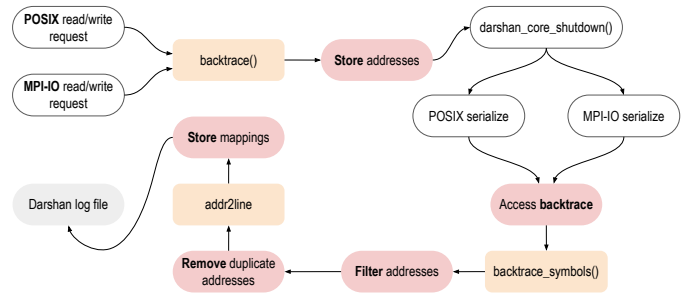 POSIX read/write
request
MPI-IO read/write
request
backtrace()
Store addresses
darshan_core_shutdown()
POSIX serialize
MPI-IO serialize
Access backtrace
backtrace_symbols()
Filter addresses
Remove duplicate
addresses
addr2line
Store mappings
Darshan log file